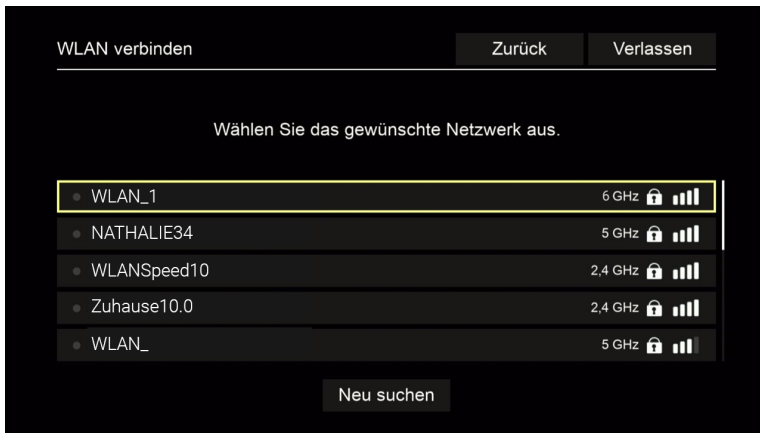 WLAN verbinden Zurück Verlassen
Wählen Sie das gewünschte Netzwerk aus.
WLAN_1 6 GHz
NATHALIE34 5 GHz
WLANSpeed10 2,4 GHz
Zuhause10.0 2,4 GHz
WLAN_ 5 GHz
Neu suchen